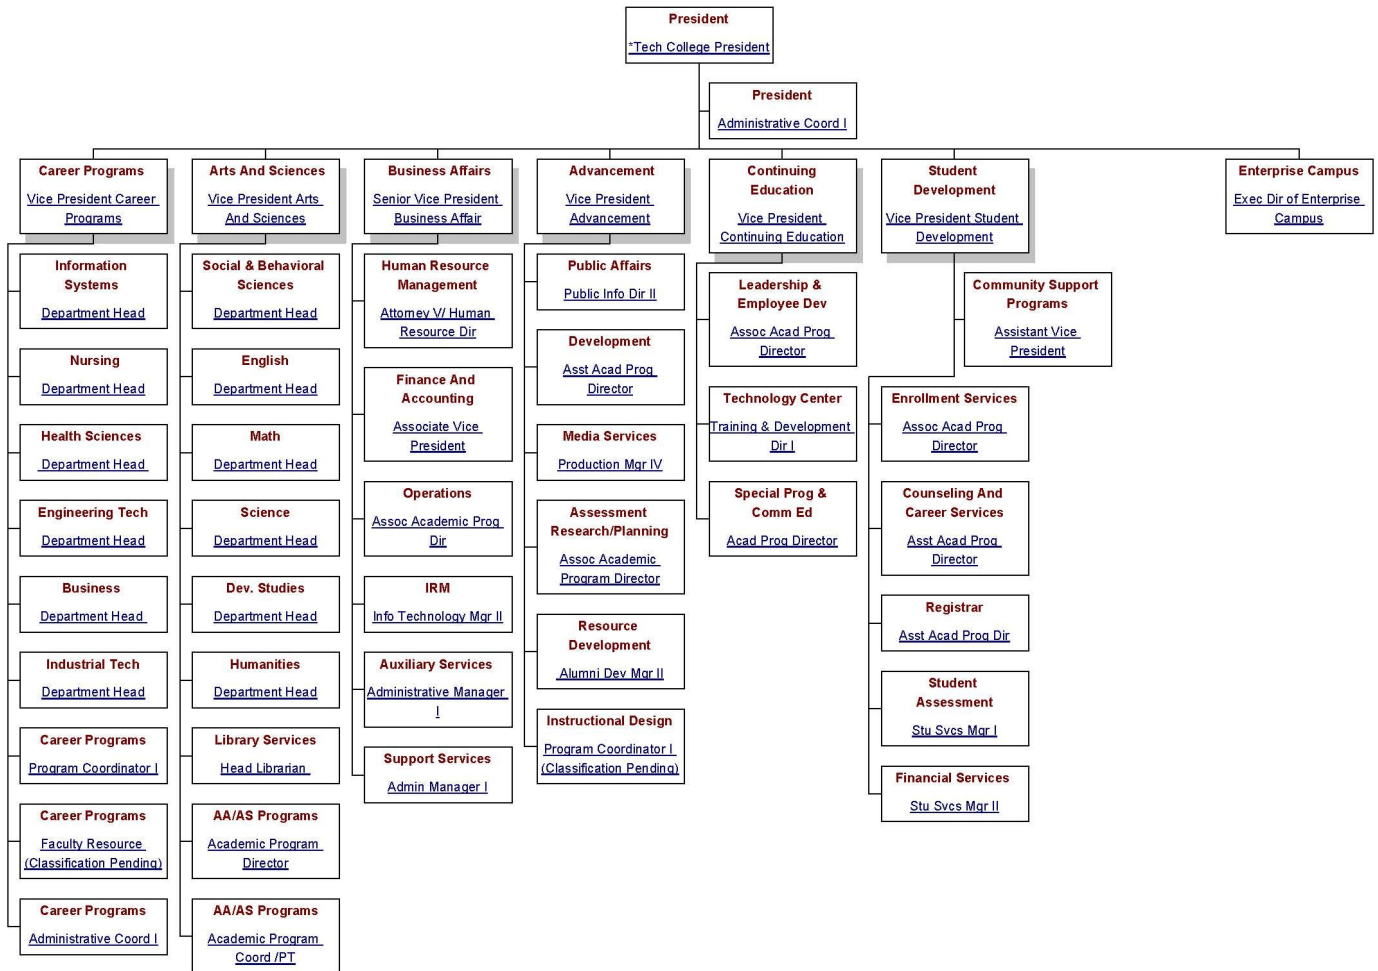 President
*Tech College President
President
Administrative Coord I
Career Programs
Vice President Career
Programs
Information
Systems
Department Head
Nursing
Department Head
Health Sciences
Department Head
Engineering Tech
Department Head
Business
Department Head
Industrial Tech
Department Head
Career Programs
Program Coordinator I
Career Programs
Faculty Resource
(Classification Pending)
Career Programs
Administrative Coord I
Arts And Sciences
Vice President Arts
And Sciences
Social & Behavioral
Sciences
Department Head
English
Department Head
Math
Department Head
Science
Department Head
Dev. Studies
Department Head
Humanities
Department Head
Library Services
Head Librarian
AA/AS Programs
Academic Program
Director
AA/AS Programs
Academic Program
Coord /PT
Business Affairs
Senior Vice President
Business Affair
Human Resource
Management
Attorney V/ Human
Resource Dir
Finance And
Accounting
Associate Vice
President
Operations
Assoc Academic Prog
Dir
IRM
Info Technology Mgr II
Auxiliary Services
Administrative Manager
I
Support Services
Admin Manager I
Advancement
Vice President
Advancement
Public Affairs
Public Info Dir II
Development
Asst Acad Prog
Director
Media Services
Production Mgr IV
Assessment
Research/Planning
Assoc Academic
Program Director
Resource
Development
Alumni Dev Mgr II
Instructional Design
Program Coordinator I
(Classification Pending)
Continuing
Education
Vice President
Continuing Education
Leadership &
Employee Dev
Assoc Acad Prog
Director
Technology Center
Training & Development
Dir I
Special Prog &
Comm Ed
Acad Prog Director
Student
Development
Vice President Student
Development
Community Support
Programs
Assistant Vice
President
Enrollment Services
Assoc Acad Prog
Director
Counseling And
Career Services
Asst Acad Prog
Director
Registrar
Asst Acad Prog Dir
Student
Assessment
Stu Svcs Mgr I
Financial Services
Stu Svcs Mgr II
Enterprise Campus
Exec Dir of Enterprise
Campus